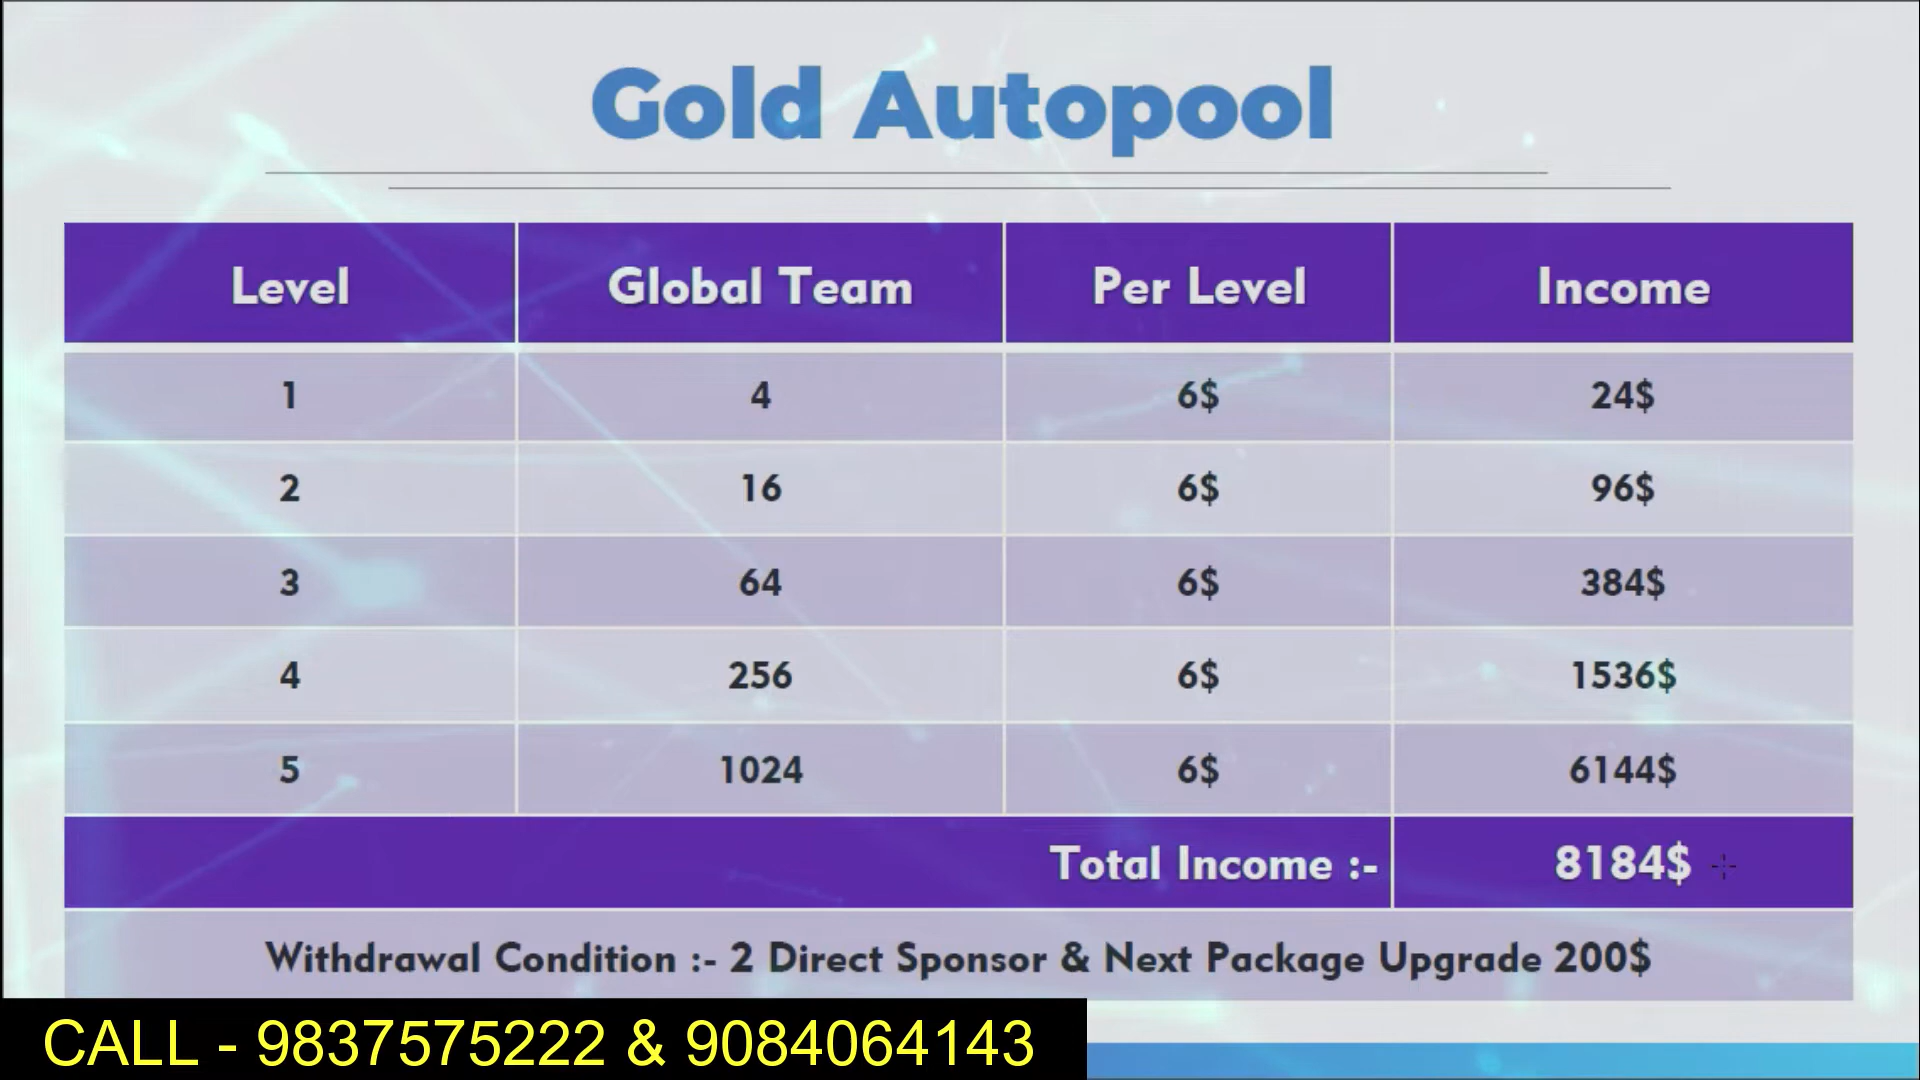 Gold Autopool
Level Global Team Per Level Income
1 4 6$ 24$
2 16 6$ 96$
3 64 6$ 384$
4 256 6$ 1536$
5 1024 6$ 6144$
Total Income :- 8184$
Withdrawal Condition :- 2 Direct Sponsor & Next Package Upgrade 200$
CALL - 9837575222 & 9084064143